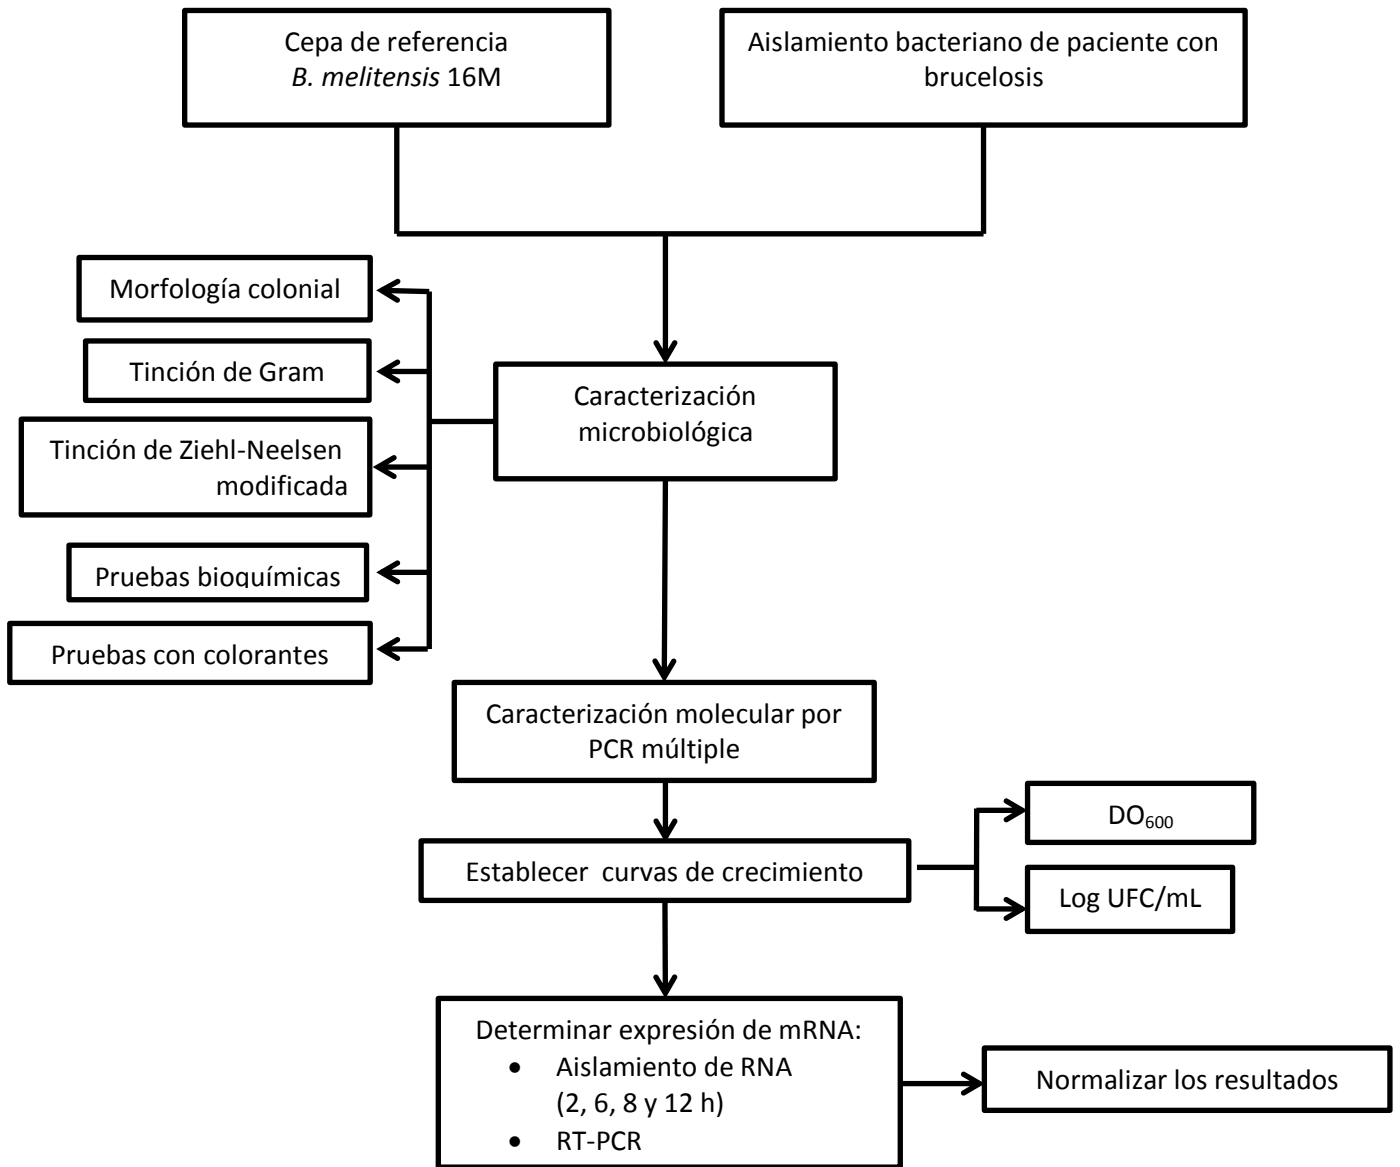 Cepa de referencia
B. melitensis 16M
Aislamiento bacteriano de paciente con
brucelosis
Morfología colonial
Tinción de Gram
Tinción de Ziehl-Neelsen
modificada
Pruebas bioquímicas
Pruebas con colorantes
Caracterización
microbiológica
Caracterización molecular por
PCR múltiple
Establecer curvas de crecimiento
DO₆₀₀
Log UFC/mL
Determinar expresión de mRNA:
• Aislamiento de RNA
(2, 6, 8 y 12 h)
• RT-PCR
Normalizar los resultados